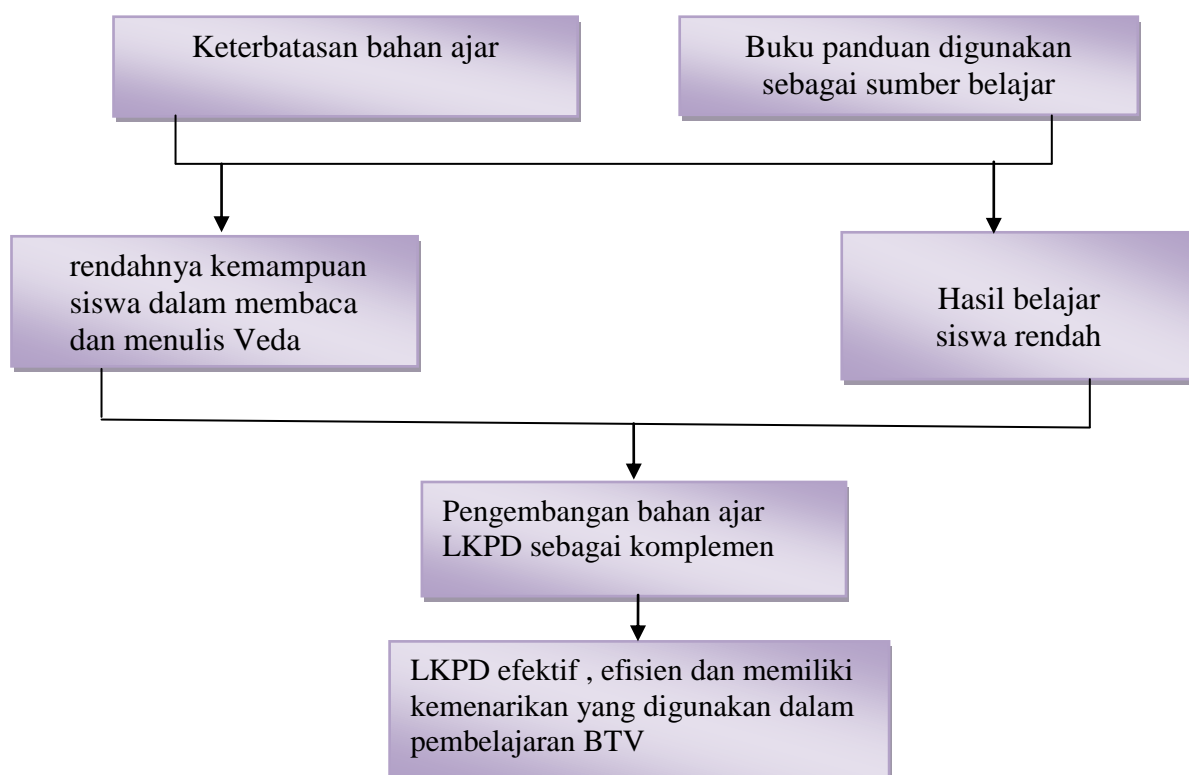 Keterbatasan bahan ajar
Buku panduan digunakan
sebagai sumber belajar
rendahnya kemampuan
siswa dalam membaca
dan menulis Veda
Hasil belajar
siswa rendah
Pengembangan bahan ajar
LKPD sebagai komplemen
LKPD efektif , efisien dan memiliki
kemenarikan yang digunakan dalam
pembelajaran BTV